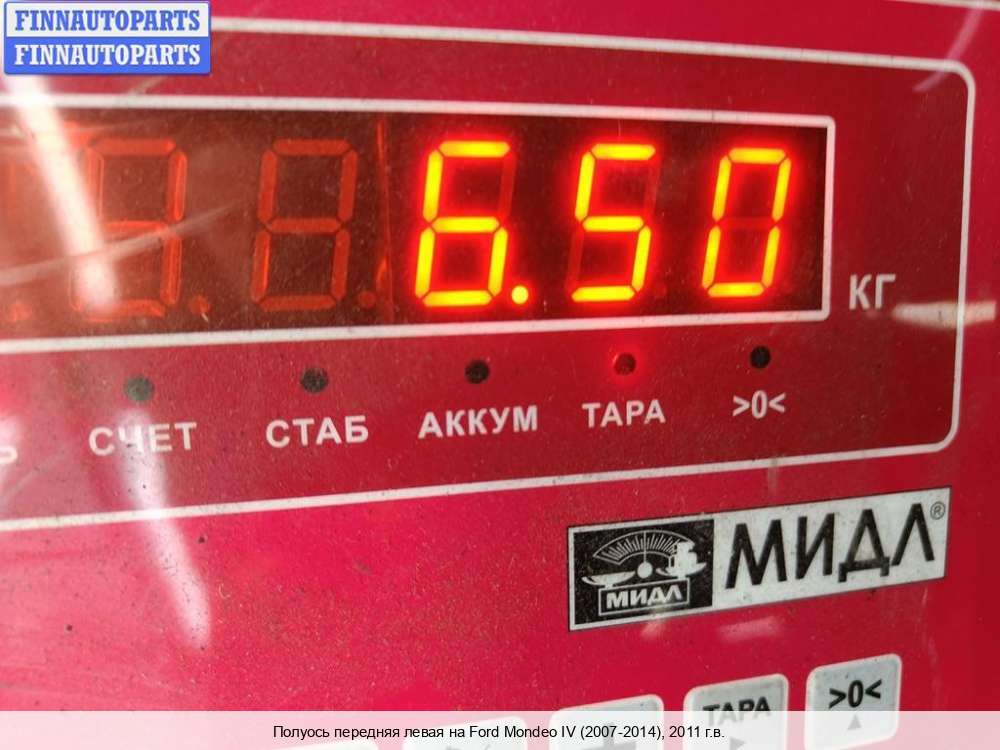 FINNAUTOPARTS
FINNAUTOPARTS
6.50
КГ
СЧЕТ СТАБ АККУМ ТАРА >0<
МИДЛ®
МИДЛ
ТАРА >0<
Полуось передняя левая на Ford Mondeo IV (2007-2014), 2011 г.в.